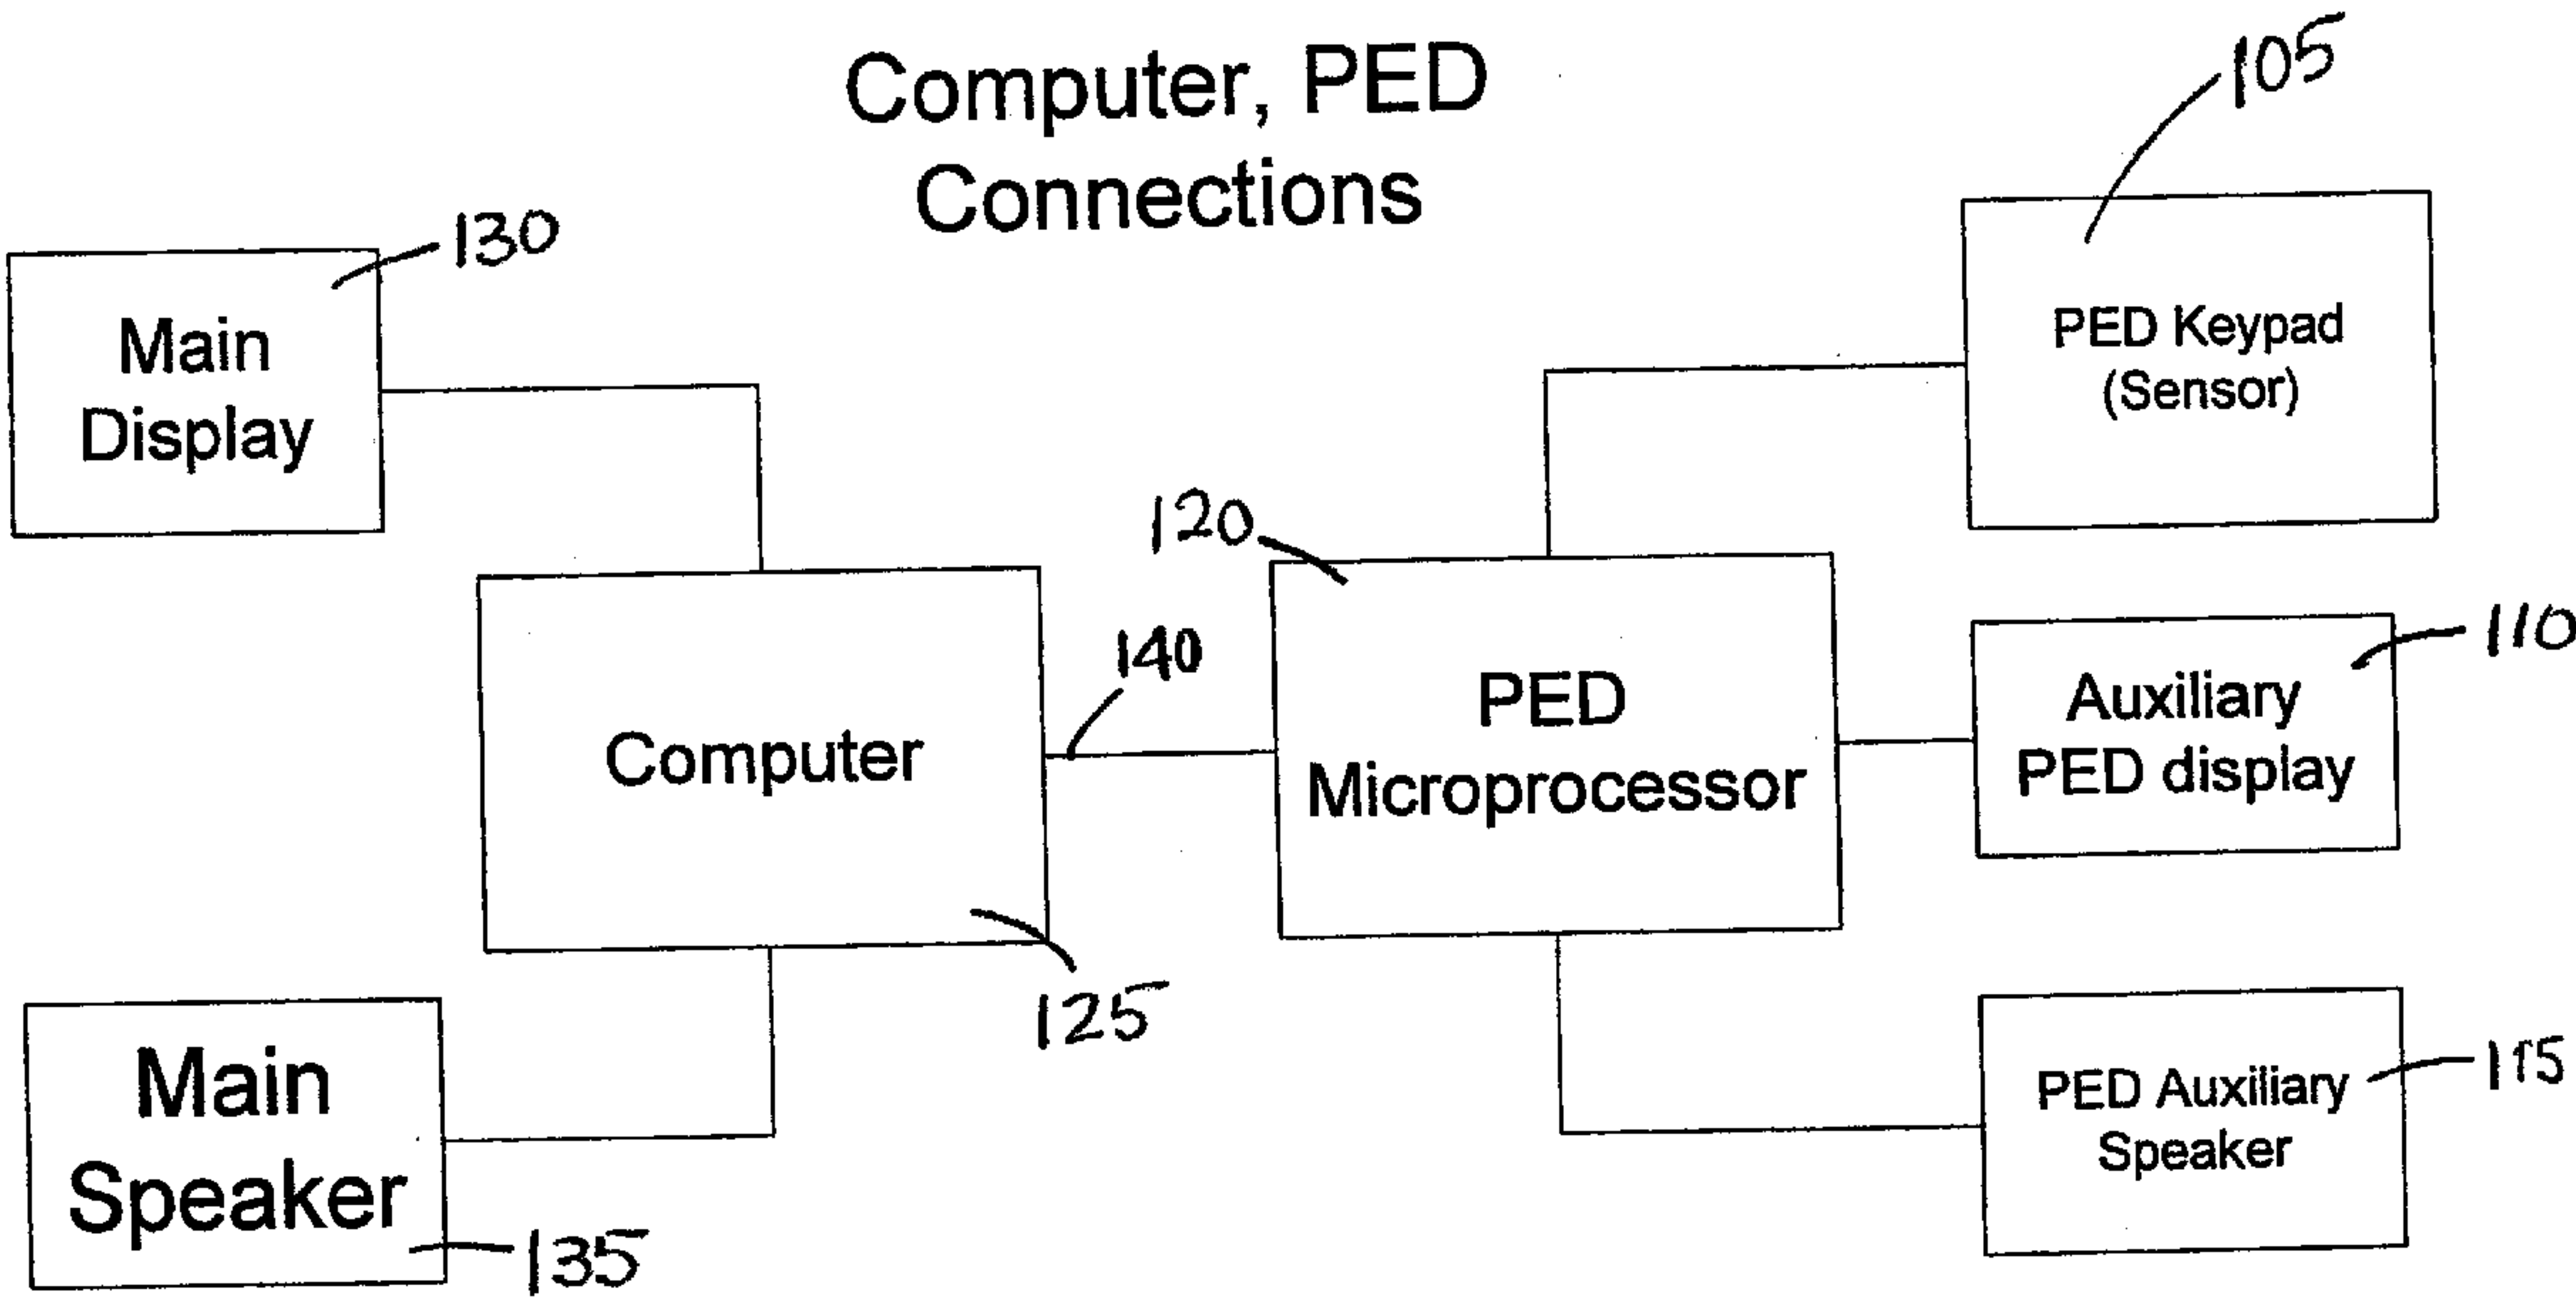 Computer, PED
Connections
105
130
Main
Display
PED Keypad
(Sensor)
120
140
110
Computer
PED
Microprocessor
Auxiliary
PED display
125
Main
Speaker
135
PED Auxiliary
Speaker
115